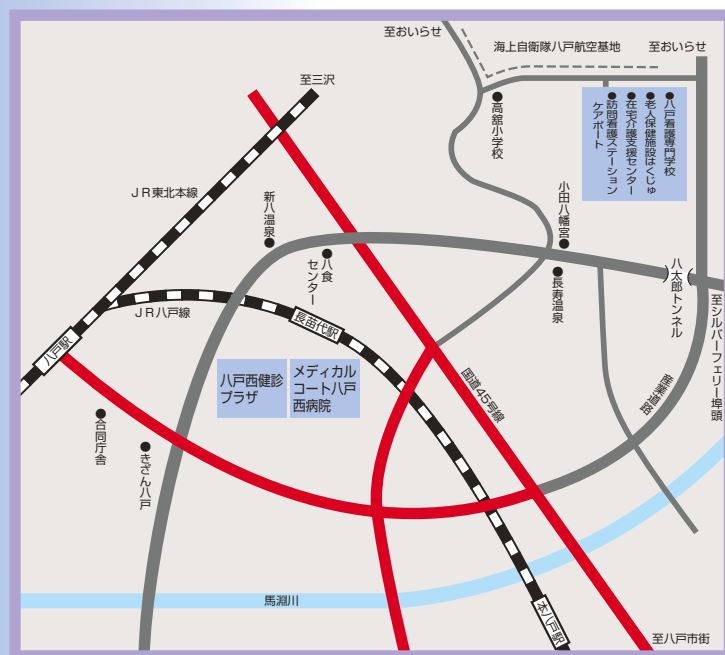 至おいらせ
海上自衛隊八戸航空基地
至おいらせ
至三沢
高舘小学校
八戸看護専門学校
老人保健施設はくじゅ
在宅介護支援センター
訪問看護ステーション
ケアポート
JR東北本線
新八温泉
小田八幡宮
八食
センター
長寿温泉
八太郎トンネル
至シルバーフェリー埠頭
JR八戸線
長苗代駅
八戸駅
八戸西健診
プラザ
メディカル
コート八戸
西病院
国道45号線
産業道路
合同庁舎
きざん八戸
馬淵川
本八戸駅
至八戸市街